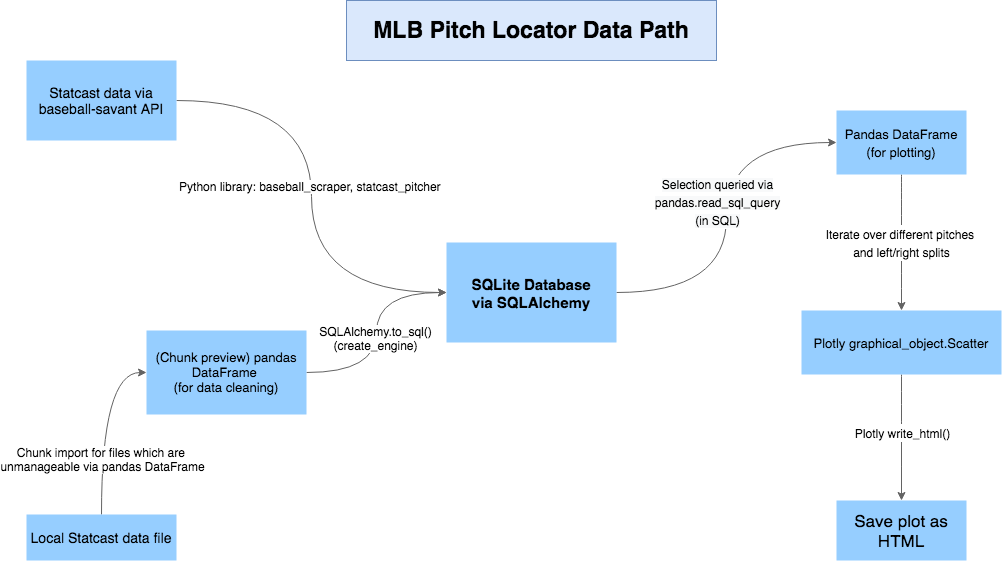 MLB Pitch Locator Data Path
Statcast data via
baseball-savant API
Python library: baseball_scraper, statcast_pitcher
SQLAlchemy.to_sql()
(create_engine)
(Chunk preview) pandas
DataFrame
(for data cleaning)
Chunk import for files which are
unmanageable via pandas DataFrame
Local Statcast data file
SQLite Database
via SQLAlchemy
Selection queried via
pandas.read_sql_query
(in SQL)
Pandas DataFrame
(for plotting)
Iterate over different pitches
and left/right splits
Plotly graphical_object.Scatter
Plotly write_html()
Save plot as
HTML